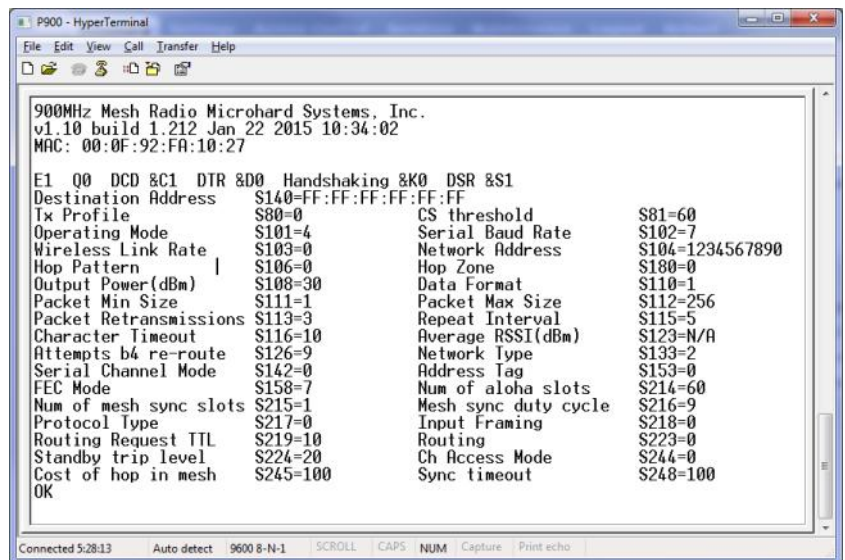 P900 - HyperTerminal
File Edit View Call Transfer Help
900MHz Mesh Radio Microhard Systems, Inc.
v1.10 build 1.212 Jan 22 2015 10:34:02
MAC: 00:0F:92:FA:10:27
E1 Q0 DCD &C1 DTR &D0 Handshaking &K0 DSR &S1
Destination Address S140=FF:FF:FF:FF:FF:FF
Tx Profile S80=0 CS threshold S81=60
Operating Mode S101=4 Serial Baud Rate S102=7
Wireless Link Rate S103=0 Network Address S104=1234567890
Hop Pattern S106=0 Hop Zone S180=0
Output Power(dBm) S108=30 Data Format S110=1
Packet Min Size S111=1 Packet Max Size S112=256
Packet Retransmissions S113=3 Repeat Interval S115=5
Character Timeout S116=10 Average RSSI(dBm) S123=N/A
Attempts b4 re-route S126=9 Network Type S133=2
Serial Channel Mode S142=0 Address Tag S153=0
FEC Mode S158=7 Num of aloha slots S214=60
Num of mesh sync slots S215=1 Mesh sync duty cycle S216=9
Protocol Type S217=0 Input Framing S218=0
Routing Request TTL S219=10 Routing S223=0
Standby trip level S224=20 Ch Access Mode S244=0
Cost of hop in mesh S245=100 Sync timeout S248=100
OK
Connected 5:28:13 Auto detect 9600 8-N-1 SCROLL CAPS NUM Capture Print echo